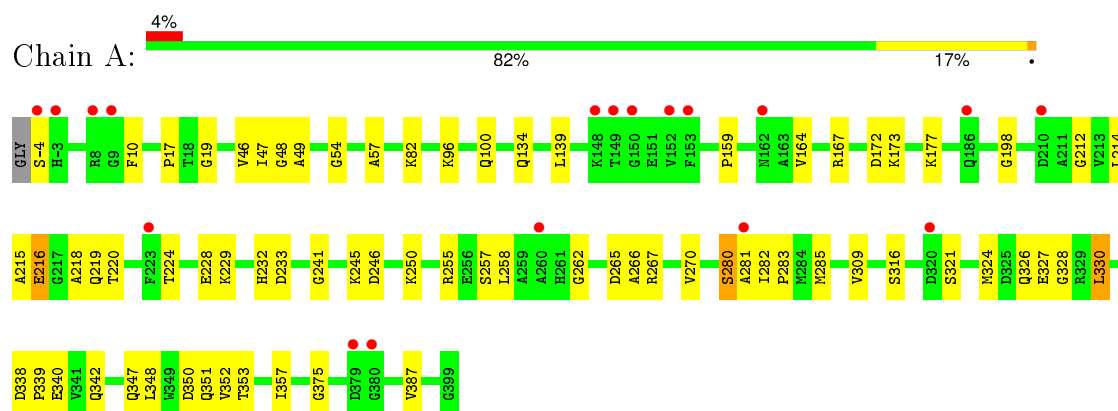 4%
Chain A:
82% 17% •
GLY S-4 H-3 R8 G9 F10 P17 T18 G19 V46 I47 G48 A49 G54 A57 K82 K96 Q100 Q134 L139 K148 T149 G150 E151 V152 F153 P159 N162 A163 V164 R167 D172 K173 K177 Q186 G198 D210 A211 G212 V213 L214
A215 E216 G217 A218 Q219 T220 F223 T224 E228 K229 H232 D233 G241 K245 D246 K250 R255 E256 S257 L258 A259 A260 H261 G262 D265 A266 R267 V270 S280 A281 I282 P283 M284 M285 V309 S316 D320 S321 M324 D325 Q326 E327 G328 R329 L330
D338 P339 E340 V341 Q342 Q347 L348 W349 D350 Q351 V352 T353 I357 G375 D379 G380 V387 G399